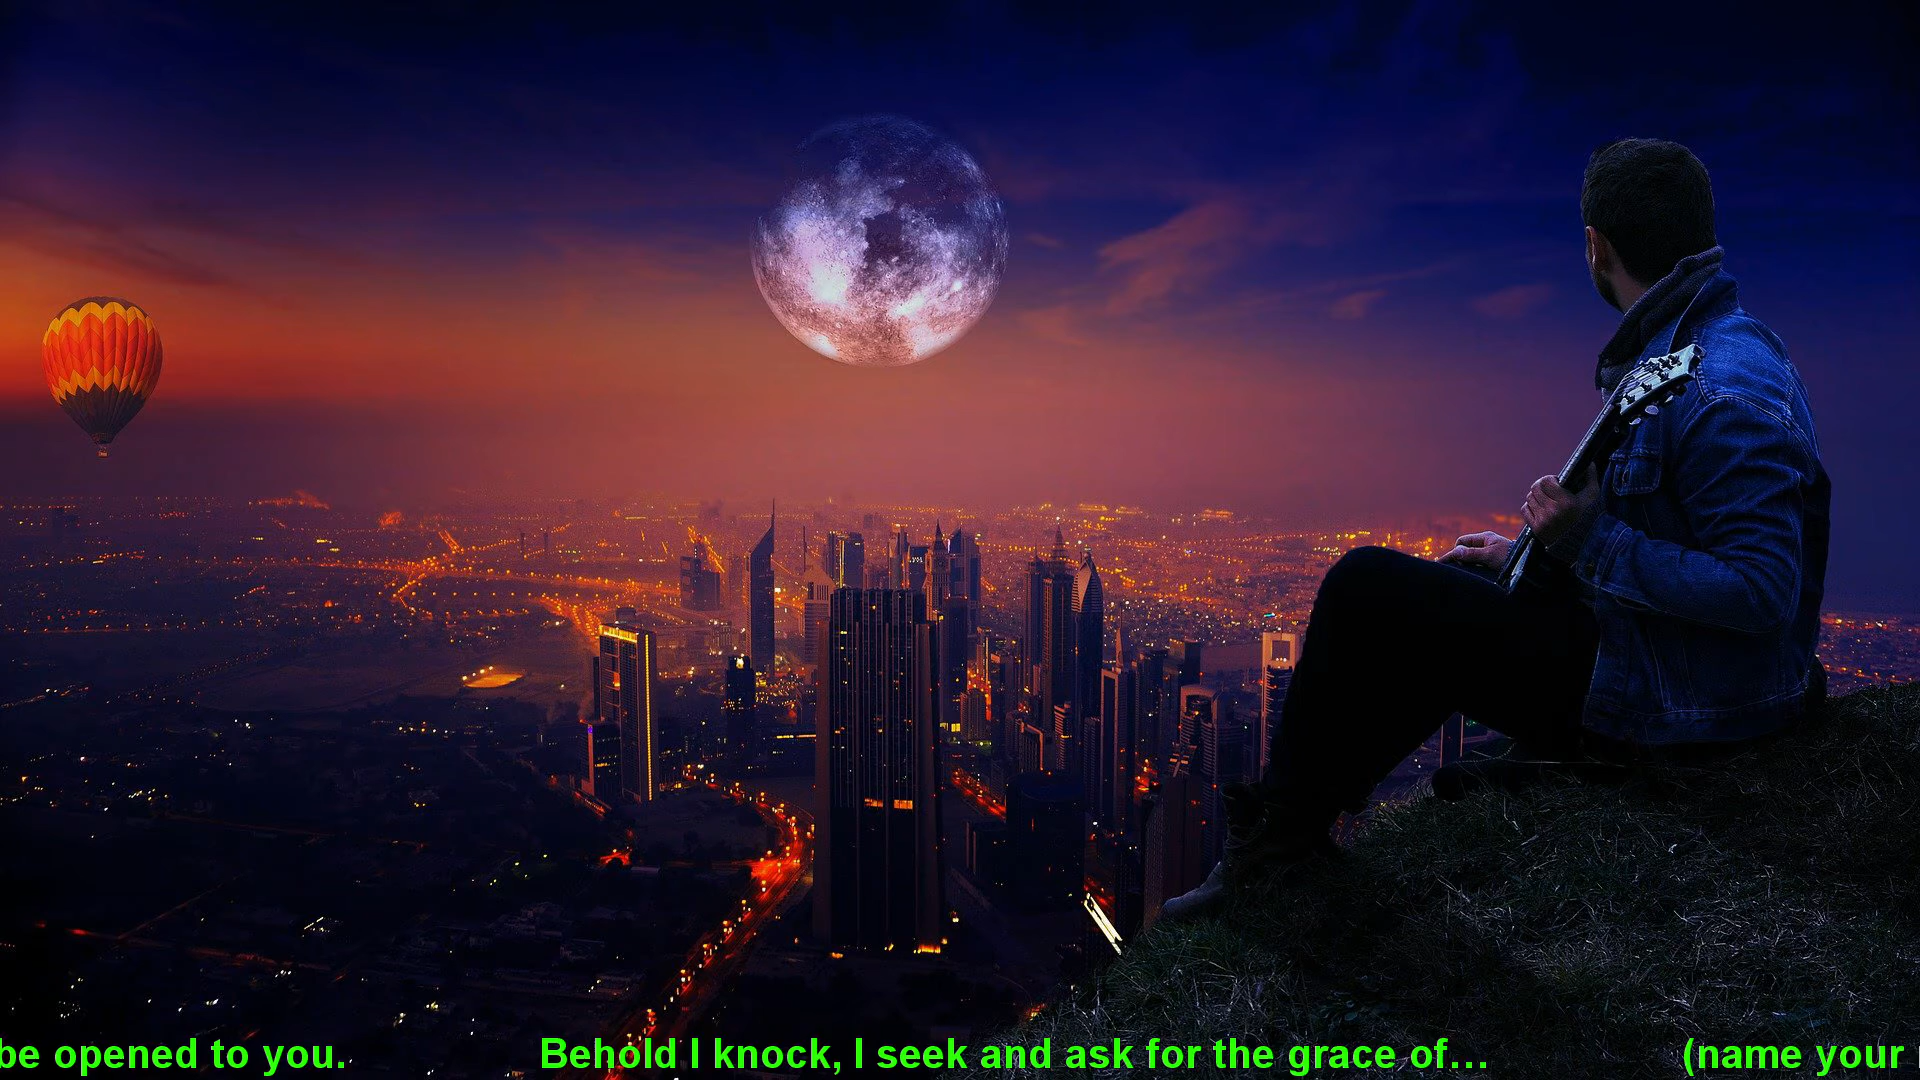 be opened to you. Behold I knock, I seek and ask for the grace of... (name your